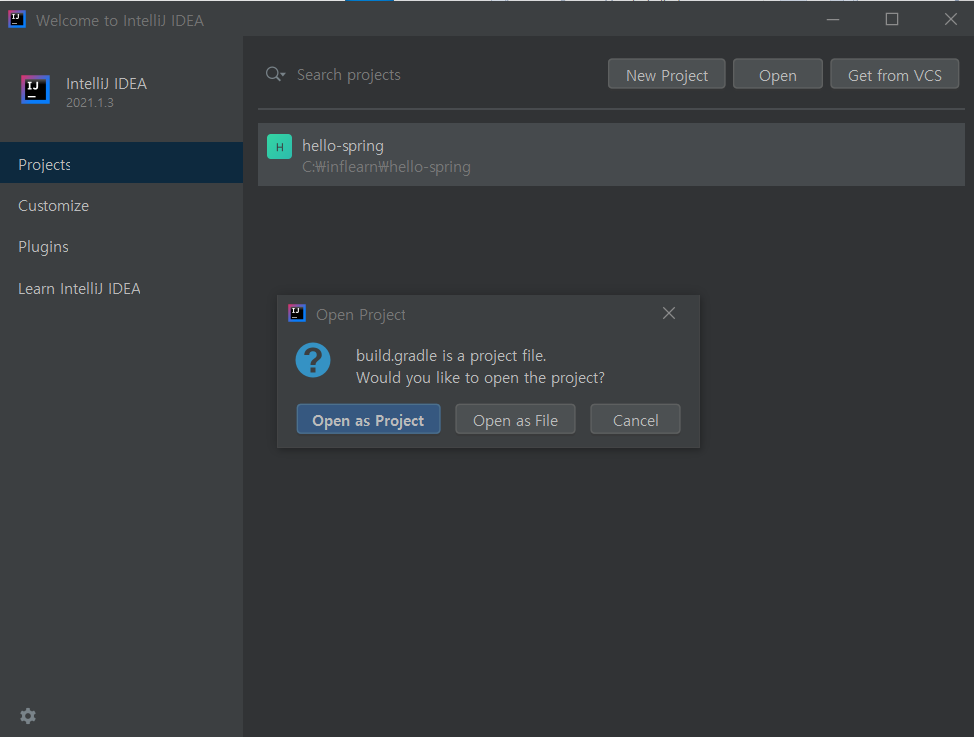 Welcome to IntelliJ IDEA
IntelliJ IDEA
2021.1.3
Projects
Customize
Plugins
Learn IntelliJ IDEA
Search projects
New Project
Open
Get from VCS
H
hello-spring
C:₩inflearn₩hello-spring
Open Project
build.gradle is a project file.
Would you like to open the project?
Open as Project
Open as File
Cancel